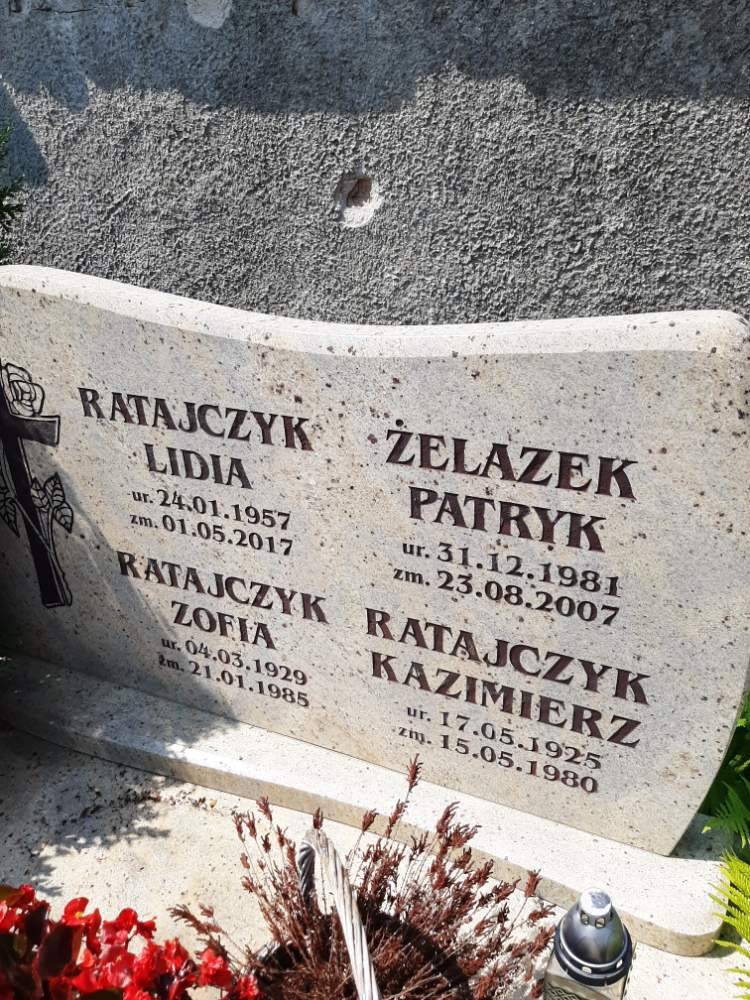 RATAJCZYK
LIDIA
ur. 24.01.1957
zm. 01.05.2017
RATAJCZYK
ZOFIA
ur. 04.03.1929
zm. 21.01.1985
ŻELAZEK
PATRYK
ur. 31.12.1981
zm. 23.08.2007
RATAJCZYK
KAZIMIERZ
ur. 17.05.1925
zm. 15.05.1980